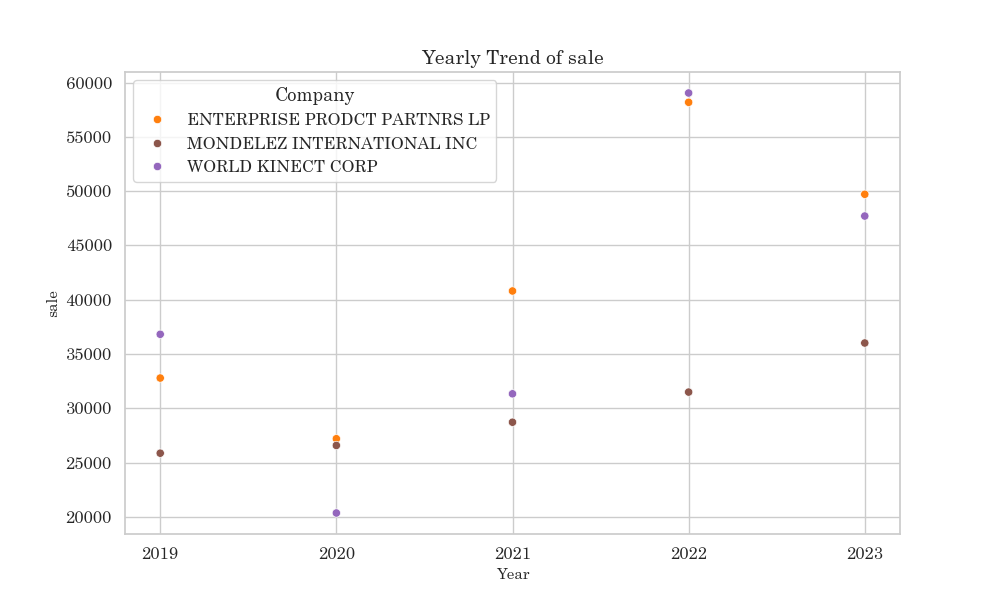 Yearly Trend of sale
60000
55000
50000
45000
40000
35000
30000
25000
20000
sale
Company
ENTERPRISE PRODCT PARTNRS LP
MONDELEZ INTERNATIONAL INC
WORLD KINECT CORP
2019 2020 2021 2022 2023
Year